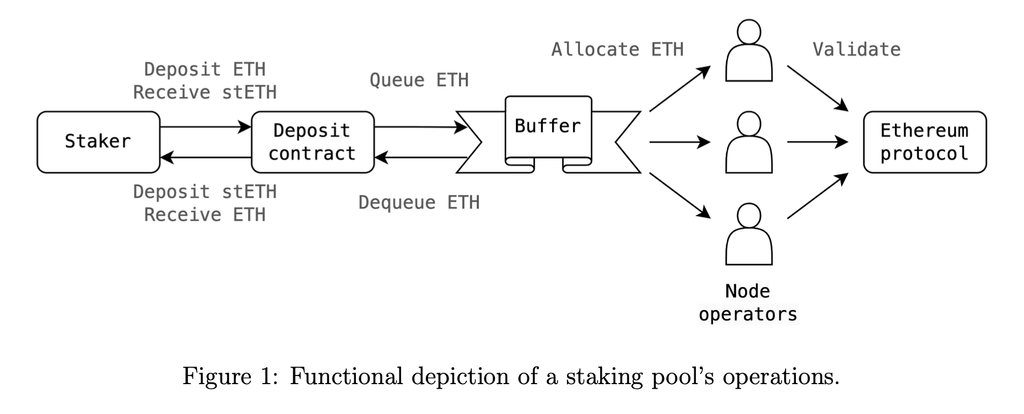 Allocate ETH
Validate
Deposit ETH
Receive stETH
Queue ETH
Staker
Deposit
contract
Buffer
Ethereum
protocol
Deposit stETH
Receive ETH
Dequeue ETH
Node
operators
Figure 1: Functional depiction of a staking pool's operations.